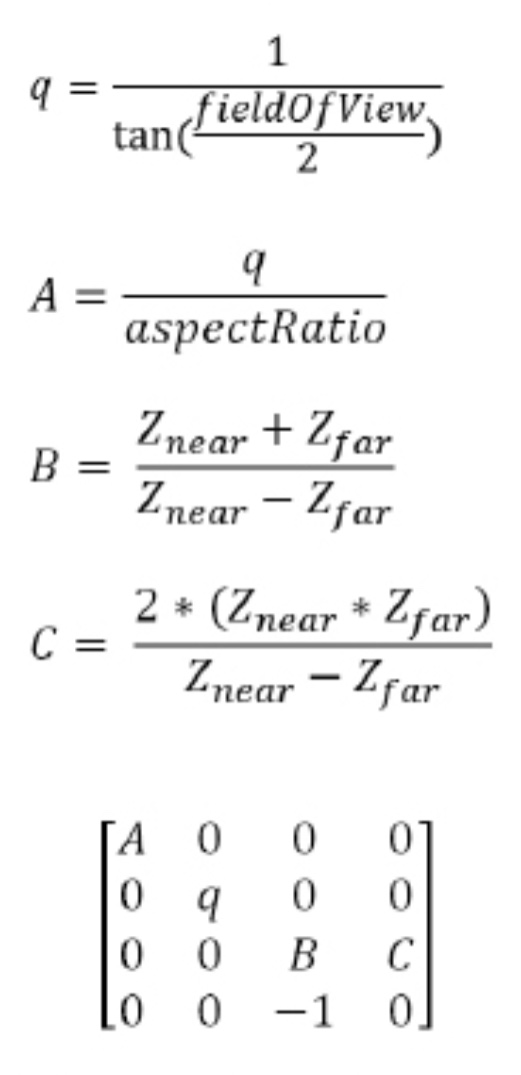 q = 1 / tan(fieldOfView / 2)
A = q / aspectRatio
B = Z_near + Z_far / Z_near − Z_far
C = 2 * (Z_near * Z_far) / Z_near − Z_far
[A 0 0 0
0 q 0 0
0 0 B C
0 0 −1 0]